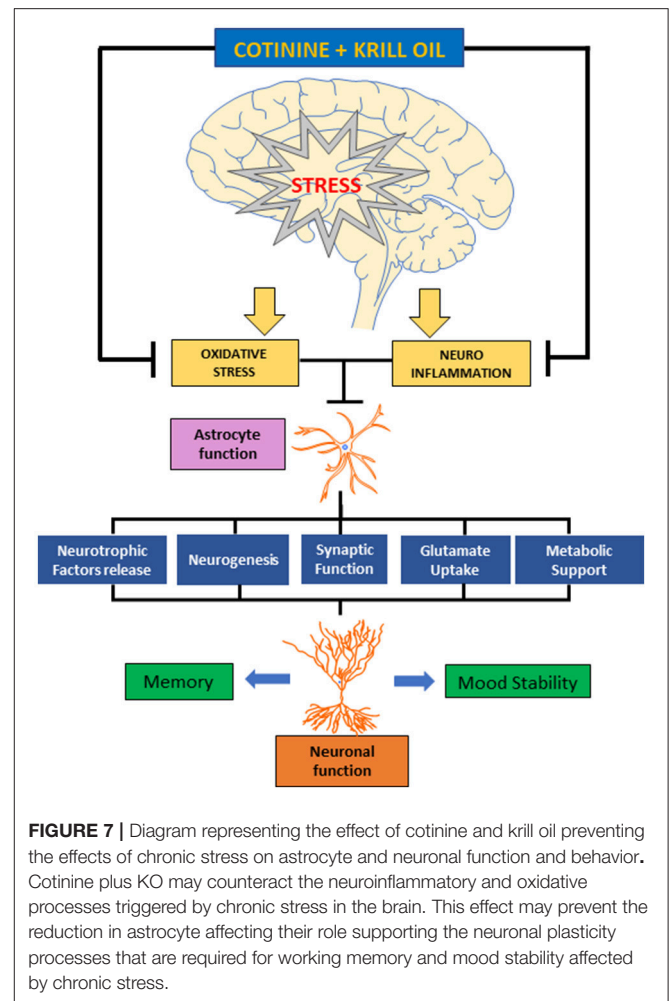 COTININE + KRILL OIL
STRESS
OXIDATIVE
STRESS
NEURO
INFLAMMATION
Astrocyte
function
Neurotrophic
Factors release
Neurogenesis
Synaptic
Function
Glutamate
Uptake
Metabolic
Support
Memory
Mood Stability
Neuronal
function
FIGURE 7 | Diagram representing the effect of cotinine and krill oil preventing
the effects of chronic stress on astrocyte and neuronal function and behavior.
Cotinine plus KO may counteract the neuroinflammatory and oxidative
processes triggered by chronic stress in the brain. This effect may prevent the
reduction in astrocyte affecting their role supporting the neuronal plasticity
processes that are required for working memory and mood stability affected
by chronic stress.